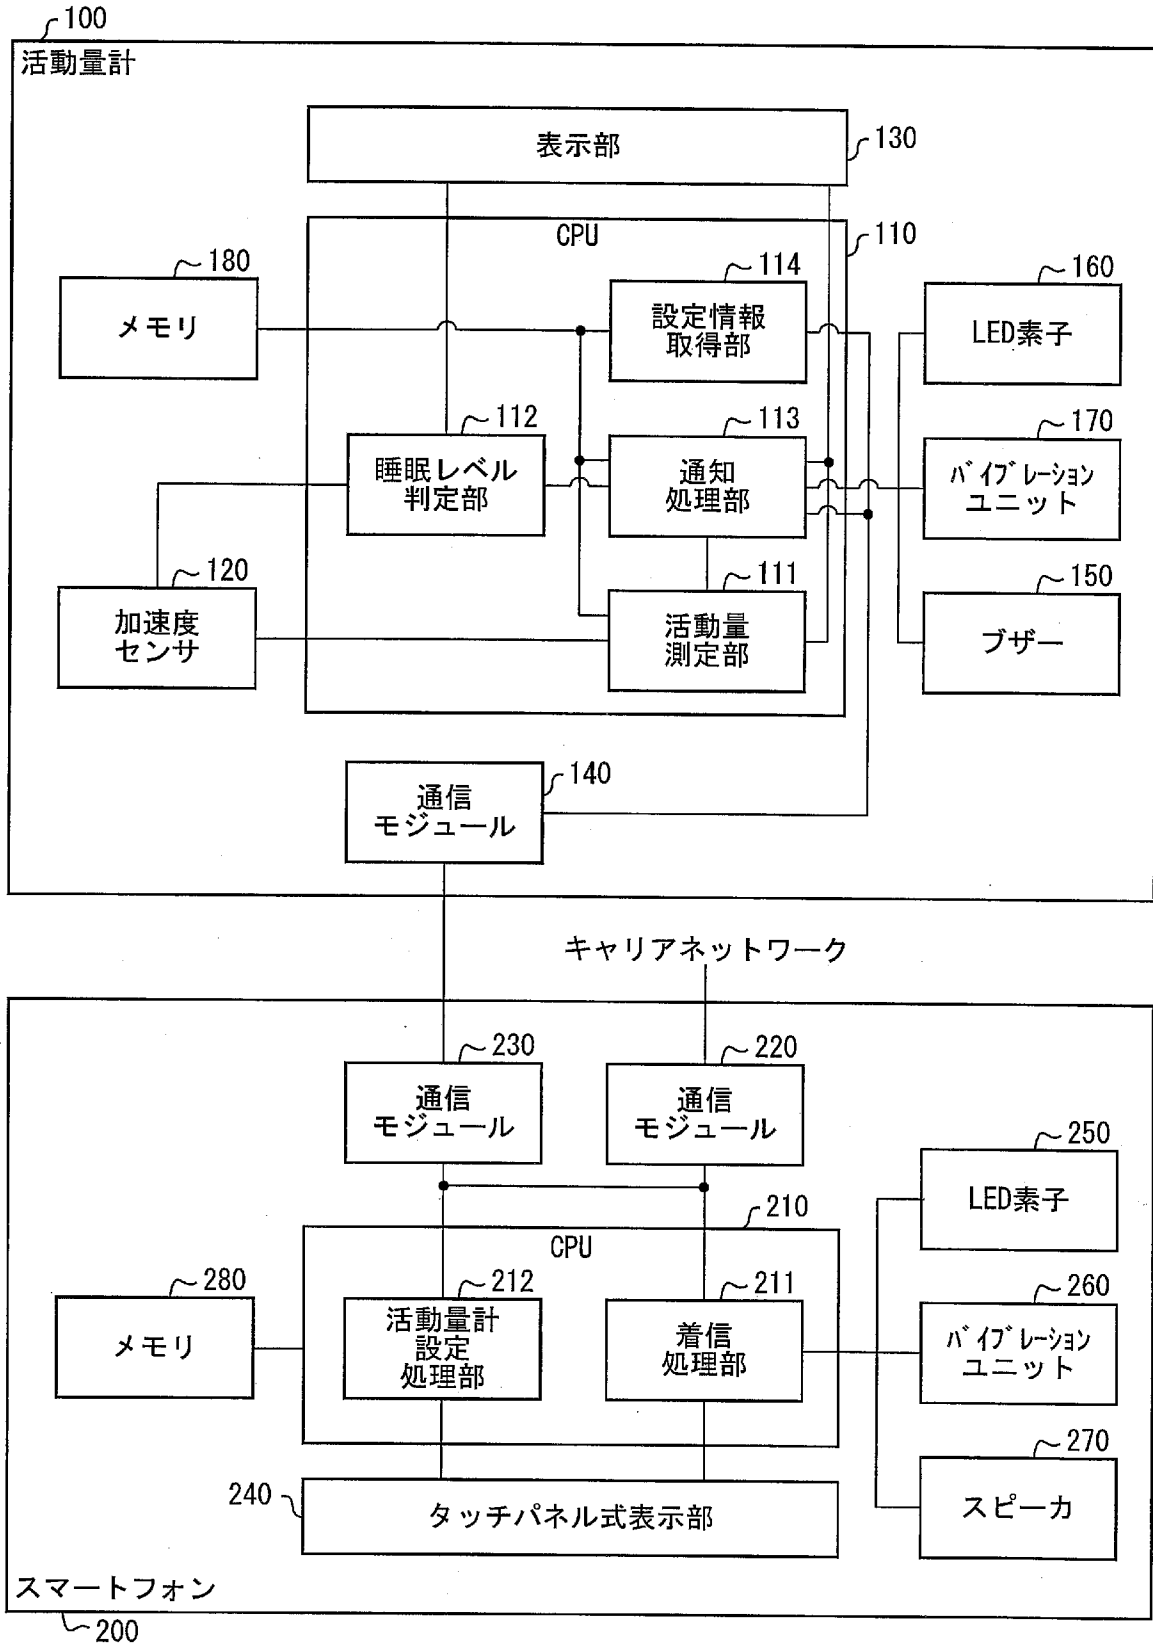 100
活動量計
表示部
130
CPU
110
180
メモリ
114
設定情報
取得部
160
LED素子
112
睡眠レベル
判定部
113
通知
処理部
170
バイブレーション
ユニット
120
加速度
センサ
111
活動量
測定部
150
ブザー
140
通信
モジュール
キャリアネットワーク
230
通信
モジュール
220
通信
モジュール
250
LED素子
210
CPU
280
メモリ
212
活動量計
設定
処理部
211
着信
処理部
260
バイブレーション
ユニット
240
タッチパネル式表示部
270
スピーカ
スマートフォン
200